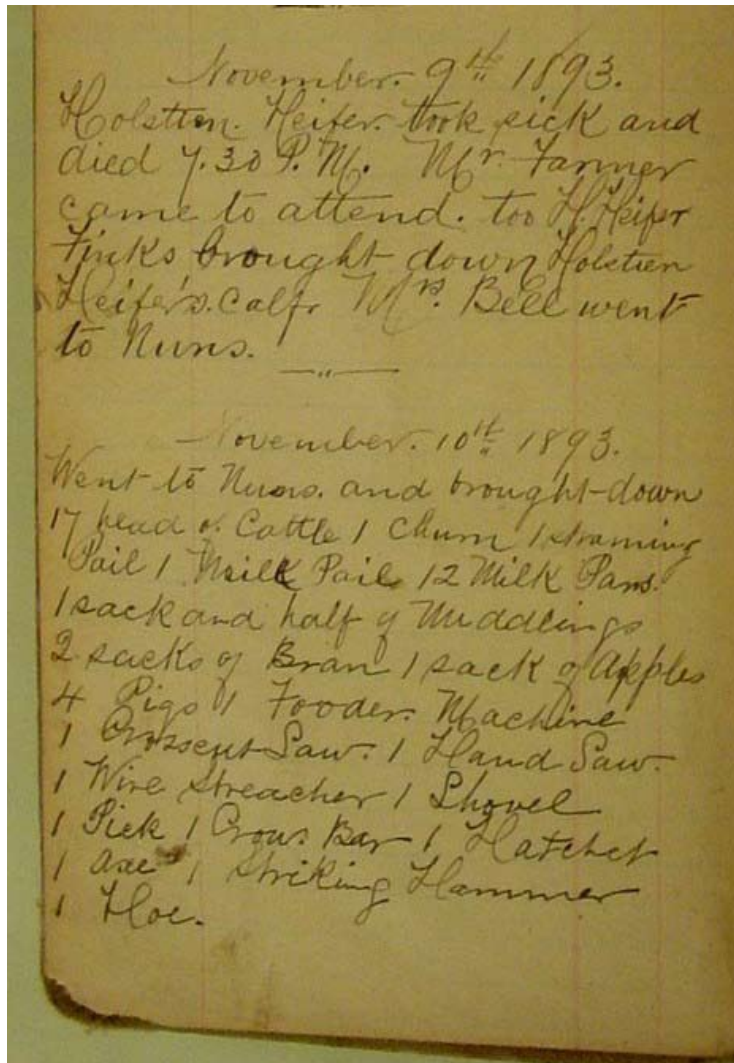 November. 9th 1893.
Holstien. Heifer. took sick and
died 7.30 P.M. Mr. Farmer
came to attend. too H. Heifer
Finks brought down Holstien
Heifer's. Calf. Mrs. Bell went
to Nuns.
November. 10th 1893.
Went to Nuns. and brought down
17 head of Cattle 1 Churn 1 straming
Pail 1 Milk Pail 12 Milk Pans.
1 sack and half of Middlings
2 sacks of Bran 1 sack of Apples
4 Pigs 1 Fooder. Machine
1 Crosscut Saw. 1 Hand Saw.
1 Wire Streacher 1 Shovel
1 Pick 1 Crow. Bar 1 Hatchet
1 axe 1 Striking Hammer
1 Hoe.